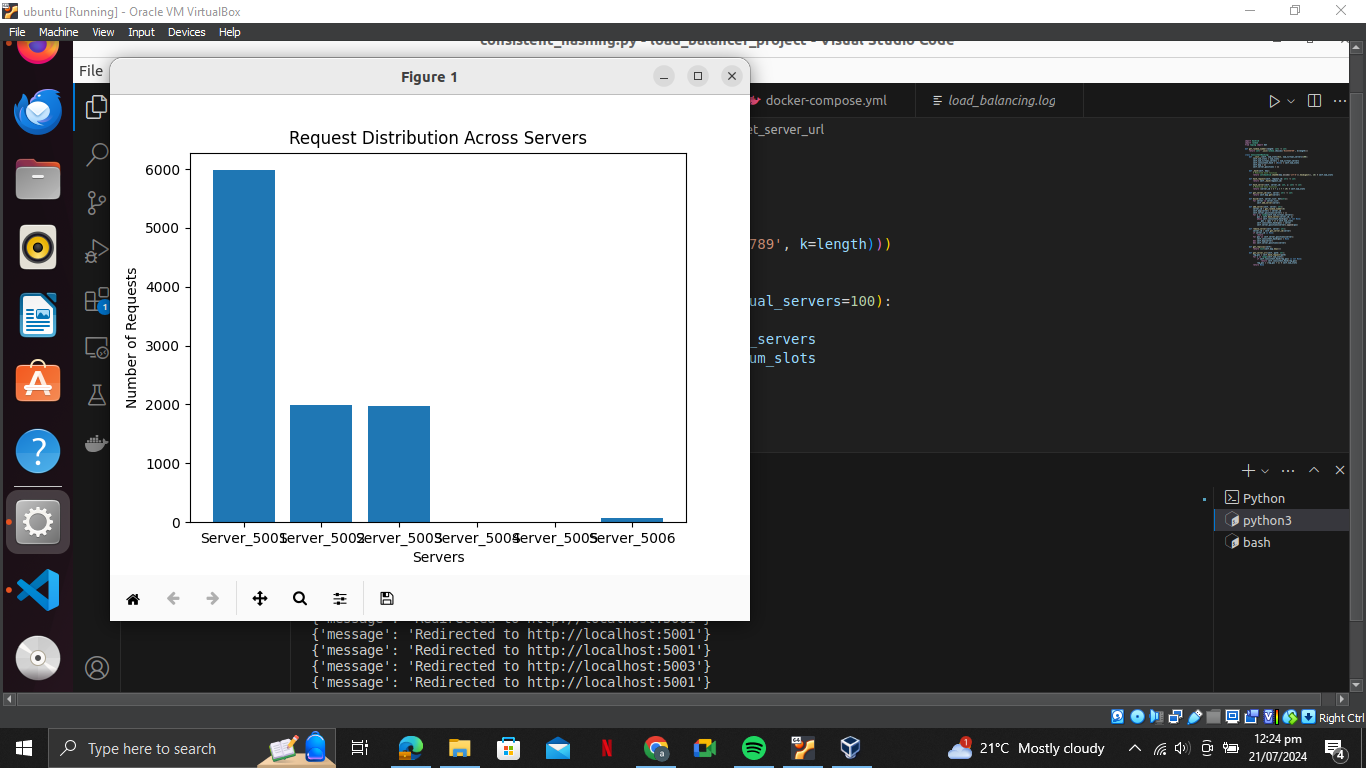 ubuntu [Running] - Oracle VM VirtualBox
File Machine View Input Devices Help
consistent_hashing.py - load_balancer_project - Visual Studio Code
File
Figure 1
docker-compose.yml
load_balancing.log
et_server_url
Request Distribution Across Servers
6000
5000
4000
3000
2000
1000
0
Number of Requests
Server_5001 Server_5002 Server_5003 Server_5004 Server_5005 Server_5006
Servers
789', k=length)))
ual_servers=100):
_servers
um_slots
1
Python
python3
bash
{'message': 'Redirected to http://localhost:5001'}
{'message': 'Redirected to http://localhost:5001'}
{'message': 'Redirected to http://localhost:5001'}
{'message': 'Redirected to http://localhost:5003'}
{'message': 'Redirected to http://localhost:5001'}
Right Ctrl
Type here to search
21°C Mostly cloudy
12:24 pm
21/07/2024
4